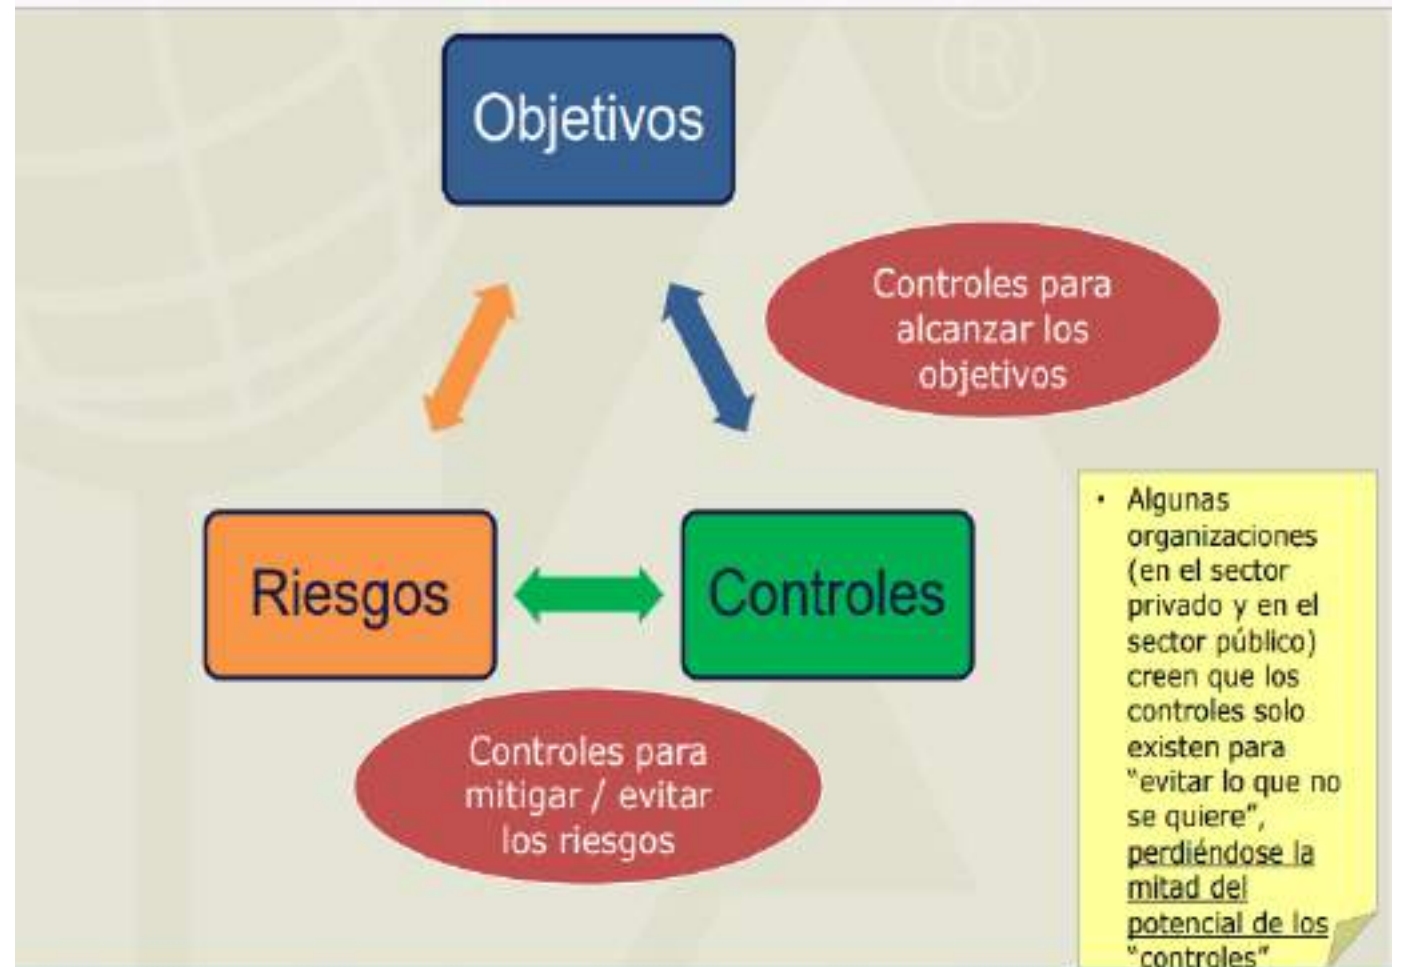 ®
Objetivos
Controles para
alcanzar los
objetivos
Riesgos
Controles
Controles para
mitigar / evitar
los riesgos
• Algunas
organizaciones
(en el sector
privado y en el
sector público)
creen que los
controles solo
existen para
“evitar lo que no
se quiere”,
perdiéndose la
mitad del
potencial de los
“controles”